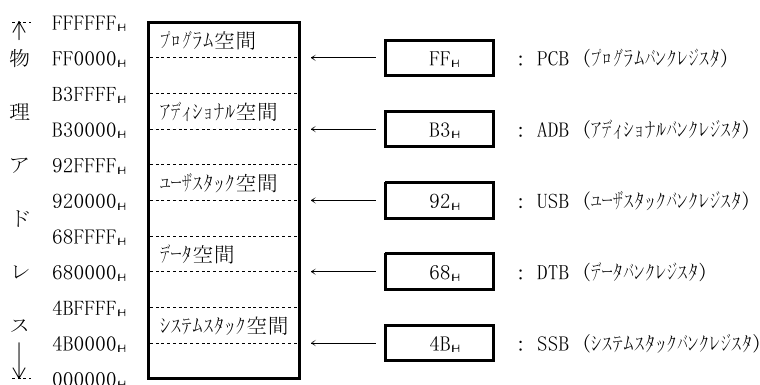 FFFFFFH
プログラム空間
FF0000H
FFH
: PCB (プログラムバンクレジスタ)
B3FFFFH
アディショナル空間
B30000H
B3H
: ADB (アディショナルバンクレジスタ)
92FFFFH
ユーザスタック空間
920000H
92H
: USB (ユーザスタックバンクレジスタ)
68FFFFH
データ空間
680000H
68H
: DTB (データバンクレジスタ)
4BFFFFH
システムスタック空間
4B0000H
4BH
: SSB (システムスタックバンクレジスタ)
000000H
物理アドレス